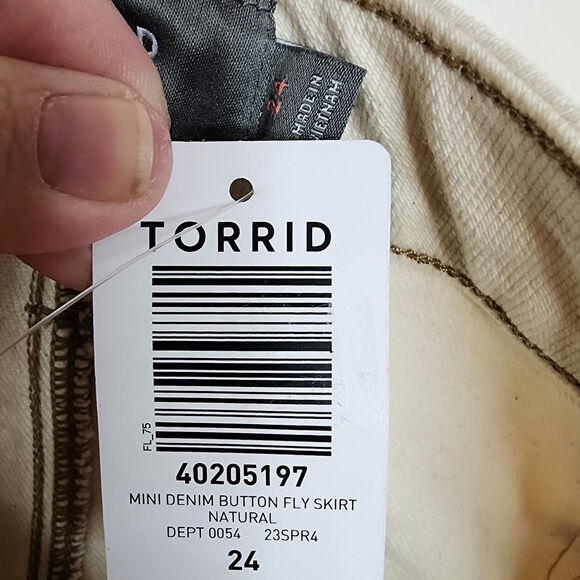 D
24
MADE IN
VIETNAM
TORRID
FL_75
40205197
MINI DENIM BUTTON FLY SKIRT
NATURAL
DEPT 0054 23SPR4
24